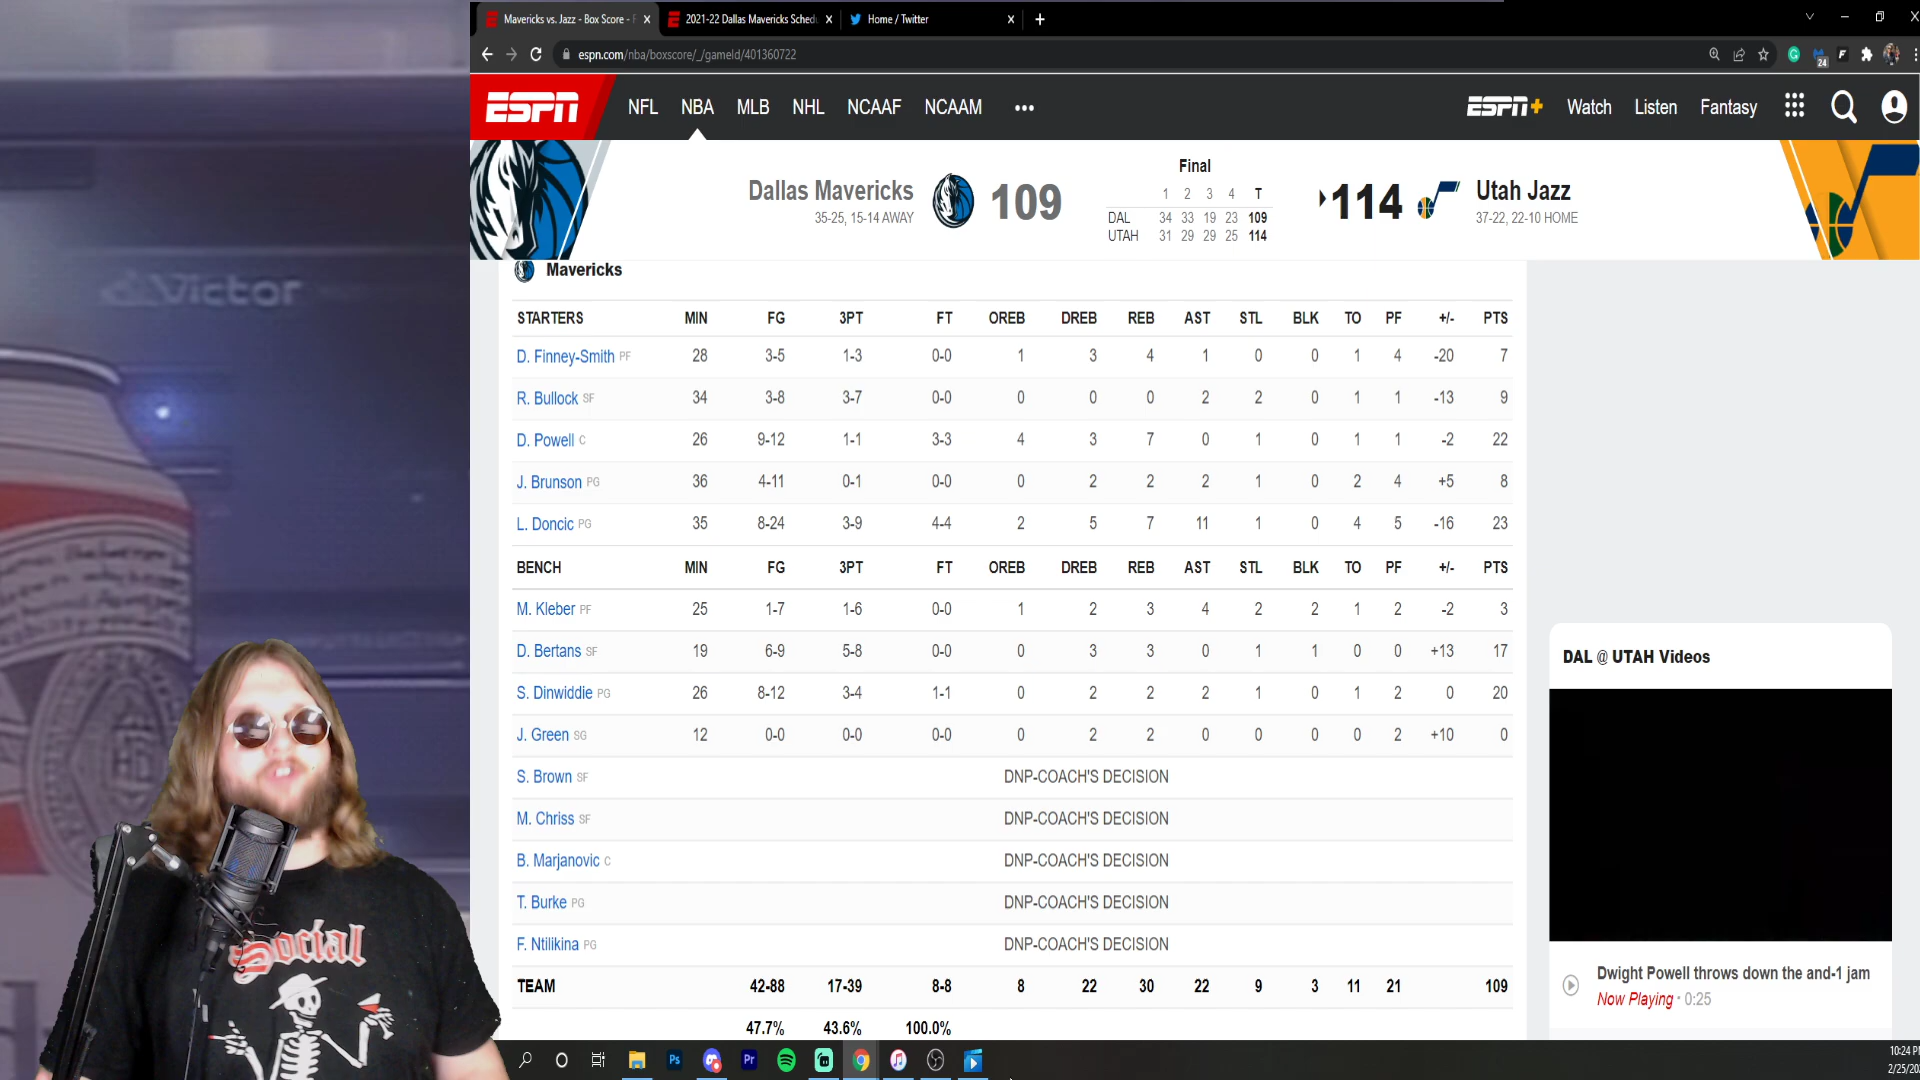 Mavericks vs. Jazz - Box Score -
2021-22 Dallas Mavericks Sched
Home / Twitter
espn.com/nba/boxscore/_/gameId/401360722
24
ESPN NFL NBA MLB NHL NCAAF NCAAM ESPN+ Watch Listen Fantasy
Final
Dallas Mavericks 109 114 Utah Jazz
35-25, 15-14 AWAY
37-22, 22-10 HOME
1 2 3 4 T
DAL 34 33 19 23 109
UTAH 31 29 29 25 114
Mavericks
STARTERS MIN FG 3PT FT OREB DREB REB AST STL BLK TO PF +/- PTS
D. Finney-Smith PF 28 3-5 1-3 0-0 1 3 4 1 0 0 1 4 -20 7
R. Bullock SF 34 3-8 3-7 0-0 0 0 0 2 2 0 1 1 -13 9
D. Powell C 26 9-12 1-1 3-3 4 3 7 0 1 0 1 1 -2 22
J. Brunson PG 36 4-11 0-1 0-0 0 2 2 2 1 0 2 4 +5 8
L. Doncic PG 35 8-24 3-9 4-4 2 5 7 11 1 0 4 5 -16 23
BENCH MIN FG 3PT FT OREB DREB REB AST STL BLK TO PF +/- PTS
M. Kleber PF 25 1-7 1-6 0-0 1 2 3 4 2 2 1 2 -2 3
D. Bertans SF 19 6-9 5-8 0-0 0 3 3 0 1 1 0 0 +13 17
S. Dinwiddie PG 26 8-12 3-4 1-1 0 2 2 2 1 0 1 2 0 20
J. Green SG 12 0-0 0-0 0-0 0 2 2 0 0 0 0 2 +10 0
S. Brown SF DNP-COACH'S DECISION
M. Chriss SF DNP-COACH'S DECISION
B. Marjanovic C DNP-COACH'S DECISION
T. Burke PG DNP-COACH'S DECISION
F. Ntilikina PG DNP-COACH'S DECISION
TEAM 42-88 17-39 8-8 8 22 30 22 9 3 11 21 109
47.7% 43.6% 100.0%
DAL @ UTAH Videos
Dwight Powell throws down the and-1 jam
Now Playing · 0:25
Victor
Social
Ps
Pr
10:24 P
2/25/20